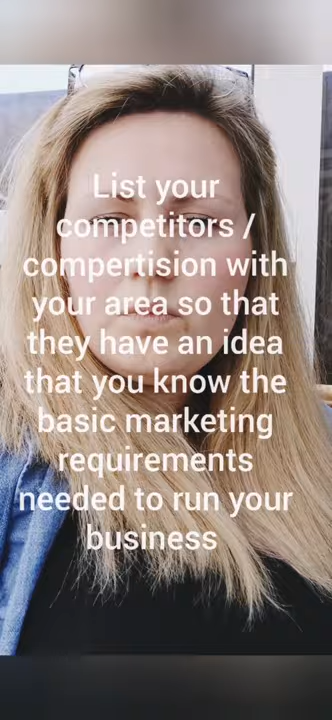 List your
competitors /
compertision with
your area so that
they have an idea
that you know the
basic marketing
requirements
needed to run your
business